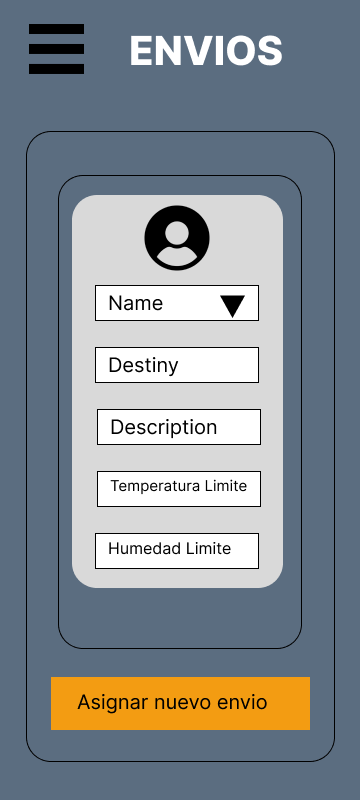 ENVIOS
Name
Destiny
Description
Temperatura Limite
Humedad Limite
Asignar nuevo envio